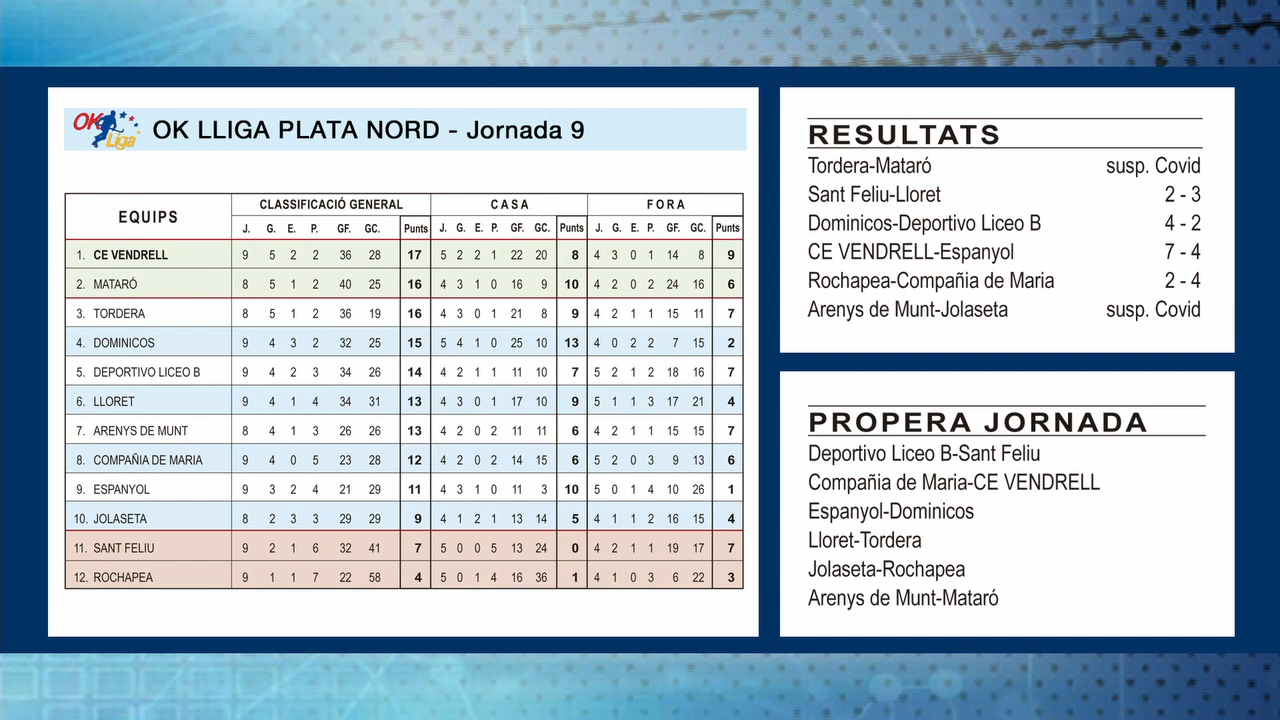 OK Liga
OK LLIGA PLATA NORD - Jornada 9
EQUIPS CLASSIFICACIÓ GENERAL CASA FORA
J. G. E. P. GF. GC. Punts J. G. E. P. GF. GC. Punts J. G. E. P. GF. GC. Punts
1. CE VENDRELL 9 5 2 2 36 28 17 5 2 2 1 22 20 8 4 3 0 1 14 8 9
2. MATARÓ 8 5 1 2 40 25 16 4 3 1 0 16 9 10 4 2 0 2 24 16 6
3. TORDERA 8 5 1 2 36 19 16 4 3 0 1 21 8 9 4 2 1 1 15 11 7
4. DOMINICOS 9 4 3 2 32 25 15 5 4 1 0 25 10 13 4 0 2 2 7 15 2
5. DEPORTIVO LICEO B 9 4 2 3 34 26 14 4 2 1 1 11 10 7 5 2 1 2 18 16 7
6. LLORET 9 4 1 4 34 31 13 4 3 0 1 17 10 9 5 1 1 3 17 21 4
7. ARENYS DE MUNT 8 4 1 3 26 26 13 4 2 0 2 11 11 6 4 2 1 1 15 15 7
8. COMPAÑIA DE MARIA 9 4 0 5 23 28 12 4 2 0 2 14 15 6 5 2 0 3 9 13 6
9. ESPANYOL 9 3 2 4 21 29 11 4 3 1 0 11 3 10 5 0 1 4 10 26 1
10. JOLASETA 8 2 3 3 29 29 9 4 1 2 1 13 14 5 4 1 1 2 16 15 4
11. SANT FELIU 9 2 1 6 32 41 7 5 0 0 5 13 24 0 4 2 1 1 19 17 7
12. ROCHAPEA 9 1 1 7 22 58 4 5 0 1 4 16 36 1 4 1 0 3 6 22 3
RESULTATS
Tordera-Mataró susp. Covid
Sant Feliu-Lloret 2 - 3
Dominicos-Deportivo Liceo B 4 - 2
CE VENDRELL-Espanyol 7 - 4
Rochapea-Compañia de Maria 2 - 4
Arenys de Munt-Jolaseta susp. Covid
PROPERA JORNADA
Deportivo Liceo B-Sant Feliu
Compañia de Maria-CE VENDRELL
Espanyol-Dominicos
Lloret-Tordera
Jolaseta-Rochapea
Arenys de Munt-Mataró